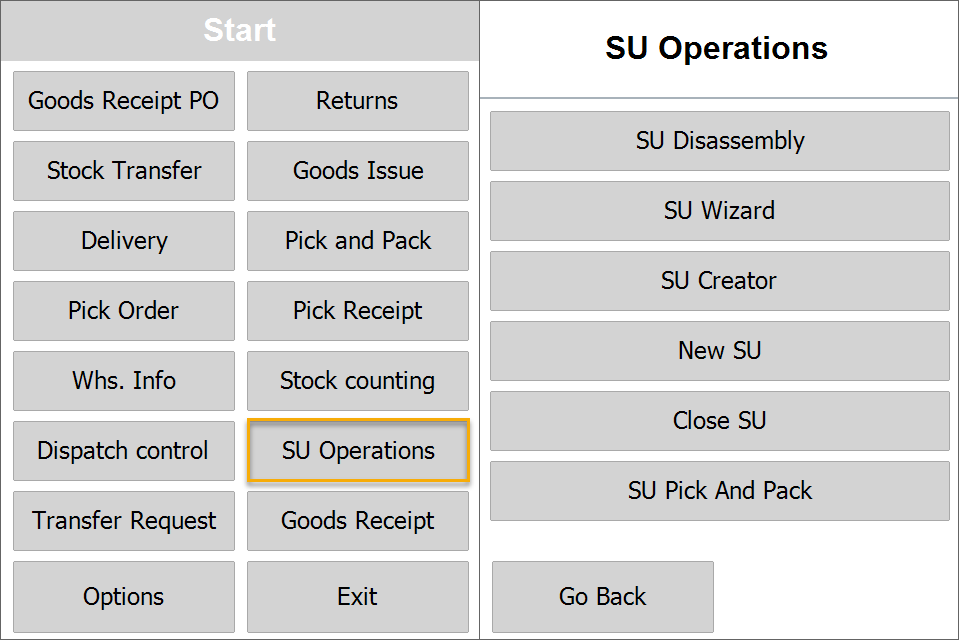 Start
Goods Receipt PO
Returns
Stock Transfer
Goods Issue
Delivery
Pick and Pack
Pick Order
Pick Receipt
Whs. Info
Stock counting
Dispatch control
SU Operations
Transfer Request
Goods Receipt
Options
Exit
SU Operations
SU Disassembly
SU Wizard
SU Creator
New SU
Close SU
SU Pick And Pack
Go Back